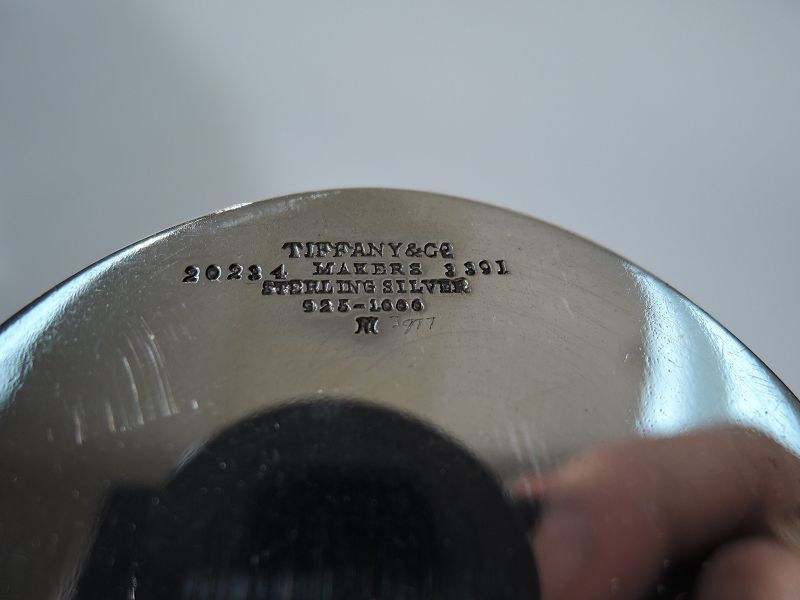 TIFFANY & Co
20234 MAKERS 3391
STERLING SILVER
925-1000
M